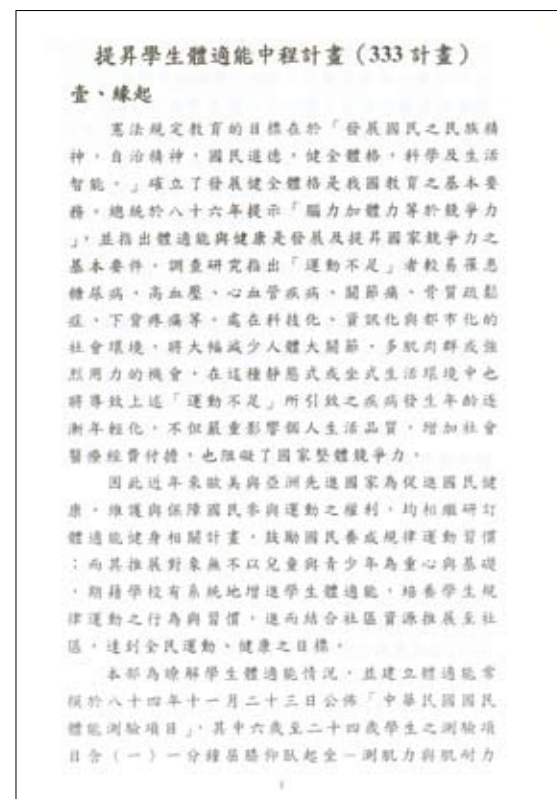 提昇學生體適能中程計畫（333 計畫）
壹、緣起
憲法規定教育的目標在於「發展國民之民族精
神，自治精神，國民道德，健全體格，科學及生活
智能。」確立了發展健全體格是我國教育之基本要
務。總統於八十六年提示「腦力加體力等於競爭力
」，並指出體適能與健康是發展及提昇國家競爭力之
基本要件。調查研究指出「運動不足」者較易罹患
糖尿病、高血壓、心血管疾病、關節痛、骨質疏鬆
症、下背疼痛等。處在科技化、資訊化與都市化的
社會環境，將大幅減少人體大關節、多肌肉群或強
烈用力的機會，在這種靜態式或坐式生活環境中也
將導致上述「運動不足」所引致之疾病發生年齡逐
漸年輕化，不但嚴重影響個人生活品質，增加社會
醫療經費付擔，也阻礙了國家整體競爭力。
因此近年來歐美與亞洲先進國家為促進國民健
康，維護與保障國民參與運動之權利，均相繼研訂
體適能健身相關計畫，鼓勵國民養成規律運動習慣
；而其推展對象無不以兒童與青少年為重心與基礎
，期藉學校有系統地增進學生體適能，培養學生規
律運動之行為與習慣，進而結合社區資源推展至社
區，達到全民運動、健康之目標。
本部為瞭解學生體適能情況，並建立體適能常
模於八十四年十一月二十三日公佈「中華民國國民
體能測驗項目」，其中六歲至二十四歲學生之測驗項
目含（一）一分鐘屈膝仰臥起坐－測肌力與肌耐力
1